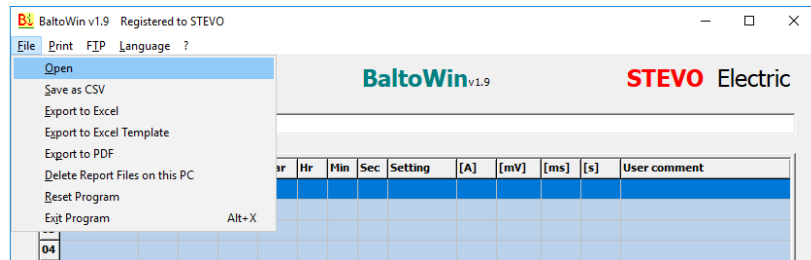 BaltoWin v1.9 Registered to STEVO
File Print FTP Language ?
Open
Save as CSV
Export to Excel
Export to Excel Template
Export to PDF
Delete Report Files on this PC
Reset Program
Exit Program Alt+X
BaltoWin v1.9
STEVO Electric
Hr Min Sec Setting [A] [mV] [ms] [s] User comment
04